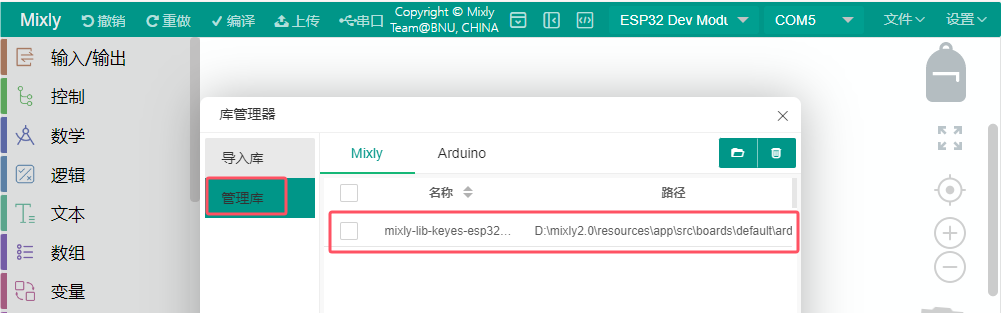 Mixly 撤销 重做 编译 上传 串口 Copyright © Mixly Team@BNU, CHINA ESP32 Dev Modu COM5 文件 设置
输入/输出
控制
数学
逻辑
文本
数组
变量
库管理器
导入库
管理库
Mixly Arduino
名称 路径
mixly-lib-keyes-esp32... D:\mixly2.0\resources\app\src\boards\default\ard